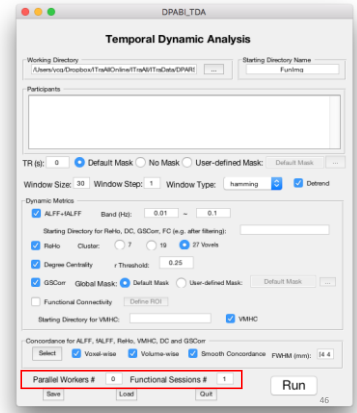 DPABI_TDA
Temporal Dynamic Analysis
Working Directory Starting Directory Name
... FunImg
Participants
TR (s): 0 Default Mask No Mask User-defined Mask: Default Mask ...
Window Size: 30 Window Step: 1 Window Type: hamming Detrend
Dynamic Metrics
ALFF+fALFF Band (Hz): 0.01 ~ 0.1
Starting Directory for ReHo, DC, GSCorr, FC (e.g. after filtering):
ReHo Cluster: 7 19 27 Voxels
Degree Centrality r Threshold: 0.25
GSCorr Global Mask: Default Mask User-defined Mask: Default Mask ...
Functional Connectivity Define ROI
Starting Directory for VMHC: VMHC
Concordance for ALFF, fALFF, ReHo, VMHC, DC and GSCorr
Select Voxel-wise Volume-wise Smooth Concordance FWHM (mm):
Parallel Workers # 0 Functional Sessions # 1
Run
Save Load Quit
46